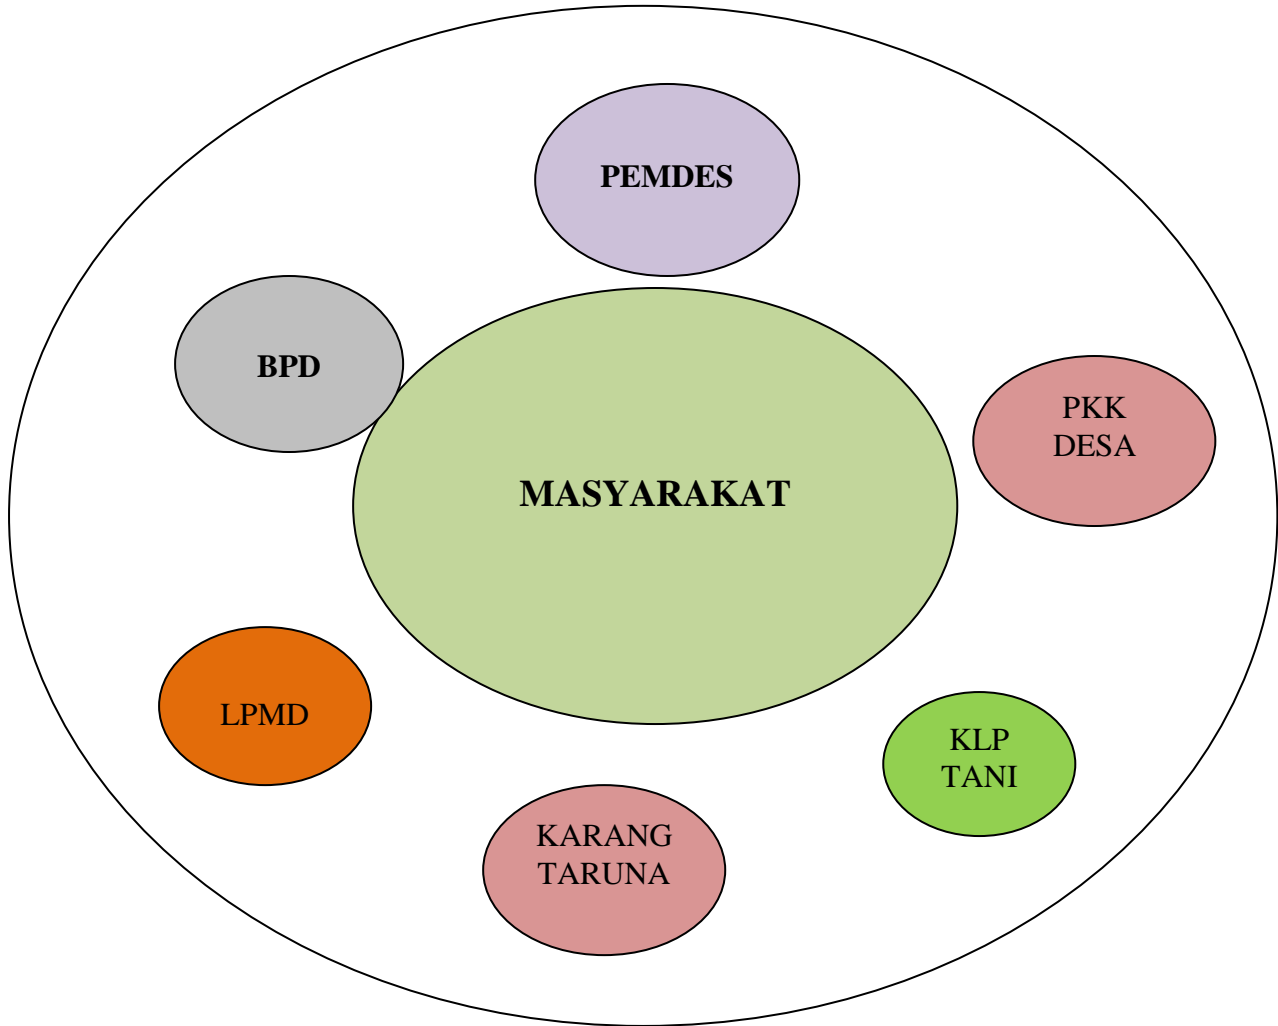 PEMDES
BPD
PKK
DESA
MASYARAKAT
LPMD
KLP
TANI
KARANG
TARUNA